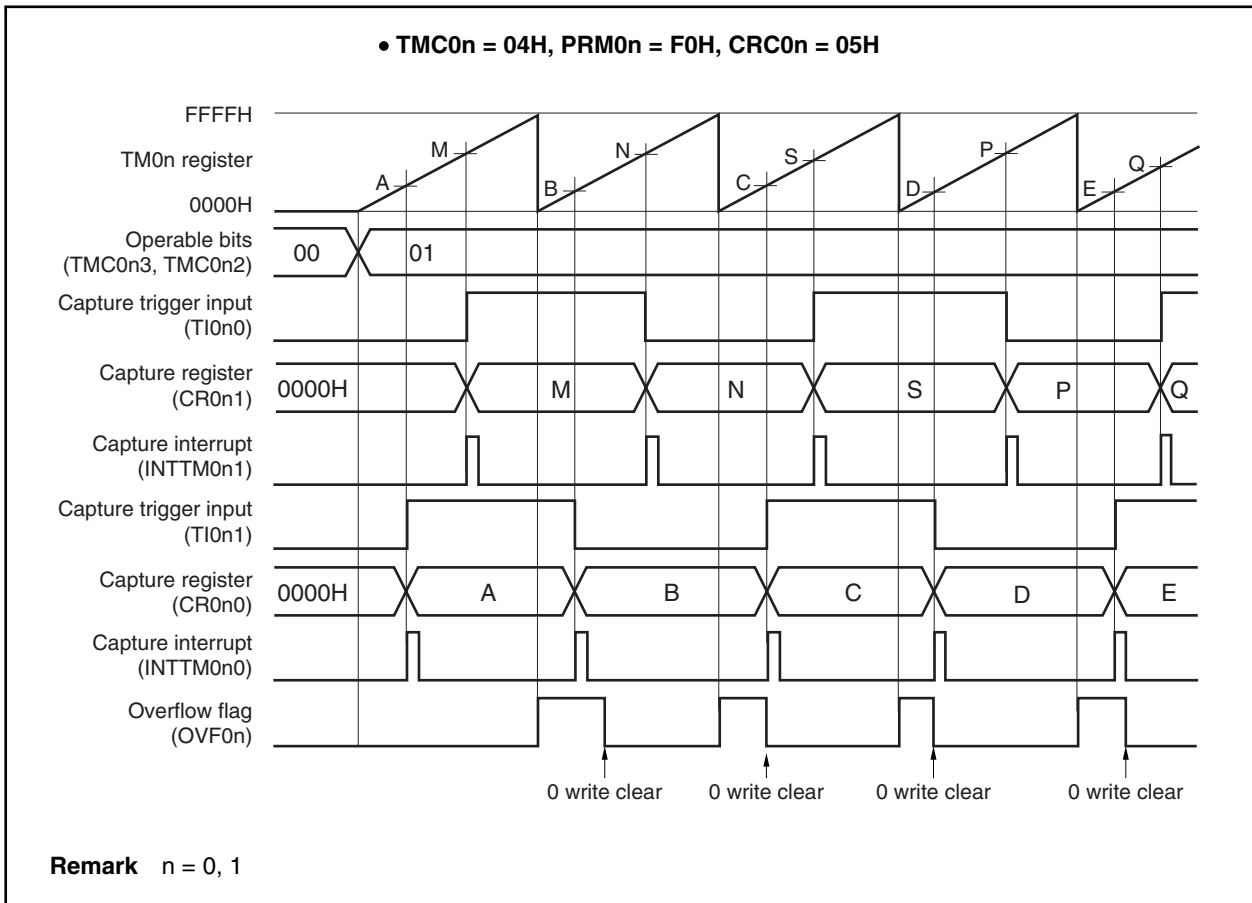 • TMC0n = 04H, PRM0n = F0H, CRC0n = 05H
FFFFH
TM0n register
0000H
A
M
B
N
C
S
D
P
E
Q
Operable bits
(TMC0n3, TMC0n2)
00
01
Capture trigger input
(TI0n0)
Capture register
(CR0n1)
0000H
M
N
S
P
Q
Capture interrupt
(INTTM0n1)
Capture trigger input
(TI0n1)
Capture register
(CR0n0)
0000H
A
B
C
D
E
Capture interrupt
(INTTM0n0)
Overflow flag
(OVF0n)
0 write clear
0 write clear
0 write clear
0 write clear
Remark n = 0, 1